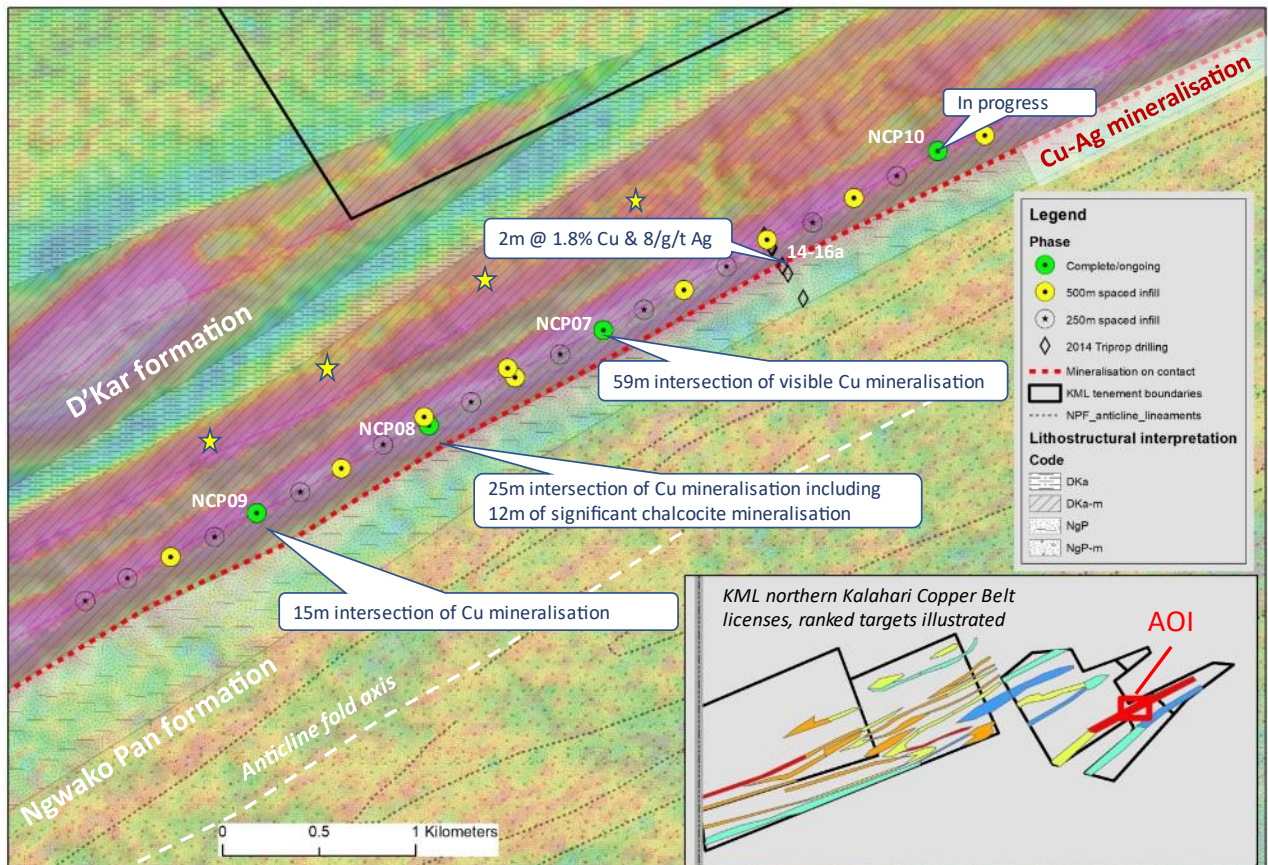 In progress
NCP10
Cu-Ag mineralisation
2m @ 1.8% Cu & 8/g/t Ag
14-16a
D'Kar formation
NCP07
59m intersection of visible Cu mineralisation
NCP08
25m intersection of Cu mineralisation including
12m of significant chalcocite mineralisation
NCP09
15m intersection of Cu mineralisation
Ngwako Pan formation
Anticline fold axis
0 0.5 1 Kilometers
Legend
Phase
Complete/ongoing
500m spaced infill
250m spaced infill
2014 Triprop drilling
Mineralisation on contact
KML tenement boundaries
NPF_anticline_lineaments
Lithostructural interpretation
Code
DKa
DKa-m
NgP
NgP-m
KML northern Kalahari Copper Belt
licenses, ranked targets illustrated
AOI